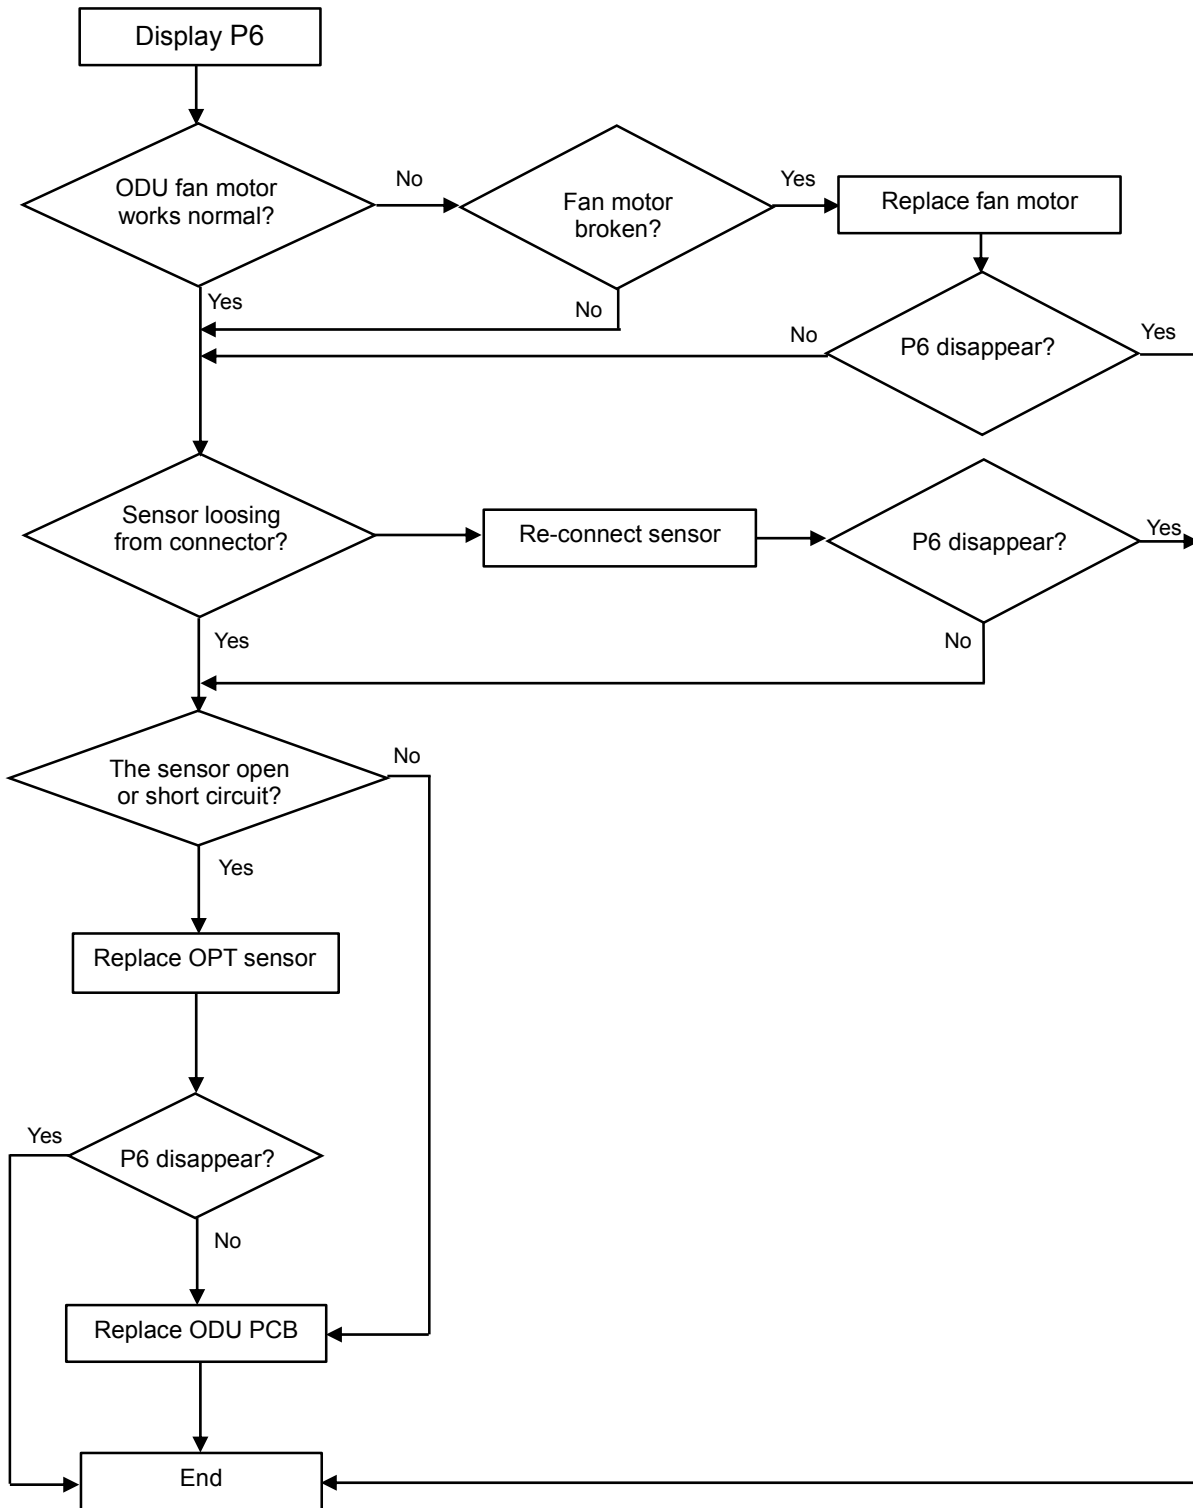 Display P6
ODU fan motor
works normal?
No
Fan motor
broken?
Yes
Replace fan motor
Yes
No
No
P6 disappear?
Yes
Sensor loosing
from connector?
Re-connect sensor
P6 disappear?
Yes
Yes
No
The sensor open
or short circuit?
No
Yes
Replace OPT sensor
Yes
P6 disappear?
No
Replace ODU PCB
End